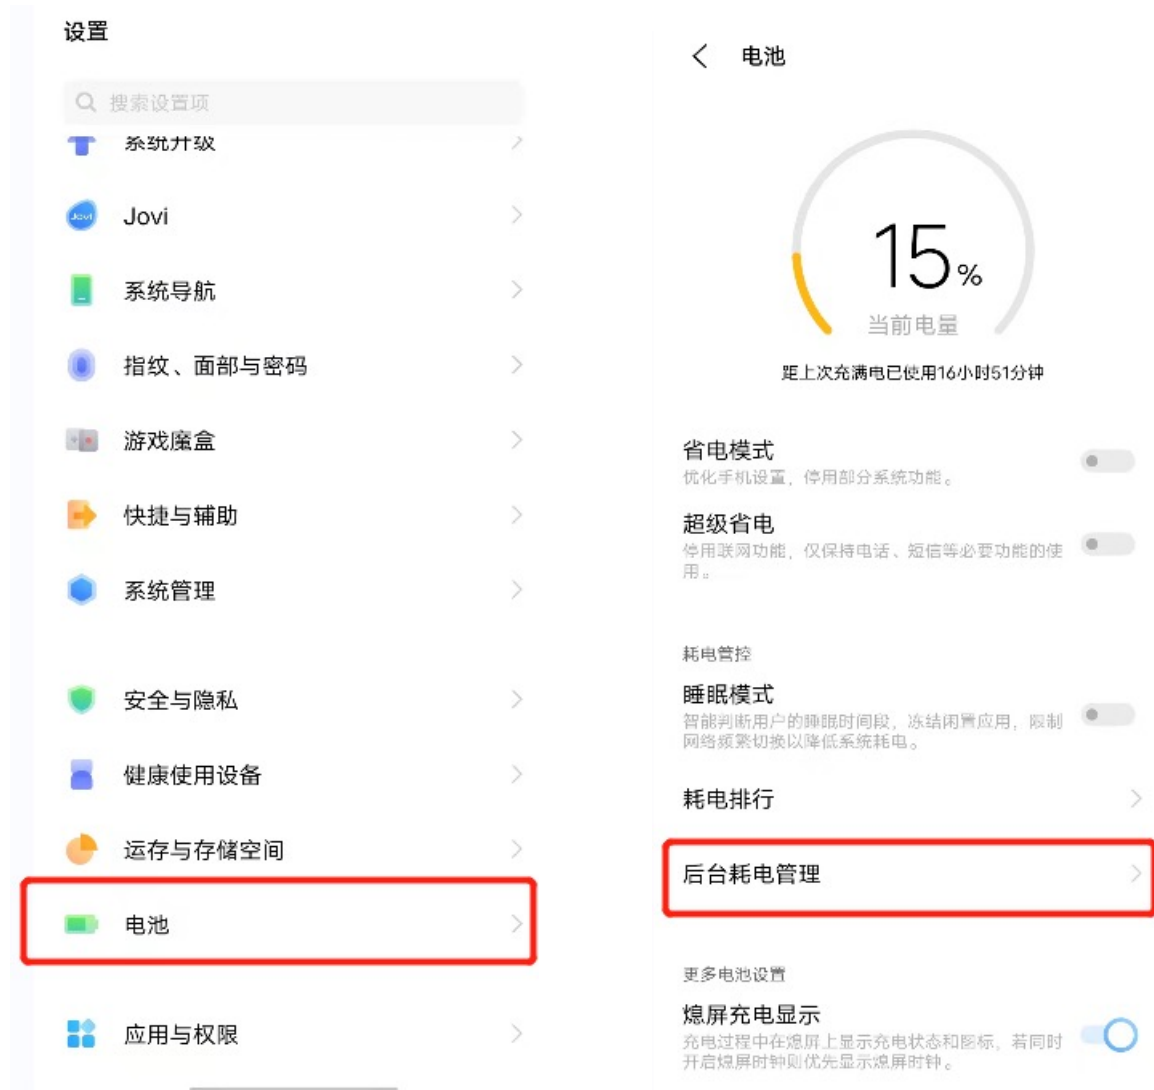 设置
搜索设置项
系统升级
Jovi
Jovi
系统导航
指纹、面部与密码
游戏魔盒
快捷与辅助
系统管理
安全与隐私
健康使用设备
运存与存储空间
电池
应用与权限
电池
15%
当前电量
距上次充满电已使用16小时51分钟
省电模式
优化手机设置，停用部分系统功能。
超级省电
停用联网功能，仅保持电话、短信等必要功能的使
用。
耗电管控
睡眠模式
智能判断用户的睡眠时间段，冻结闲置应用，限制
网络频繁切换以降低系统耗电。
耗电排行
后台耗电管理
更多电池设置
熄屏充电显示
充电过程中在熄屏上显示充电状态和图标，若同时
开启熄屏时钟则优先显示熄屏时钟。